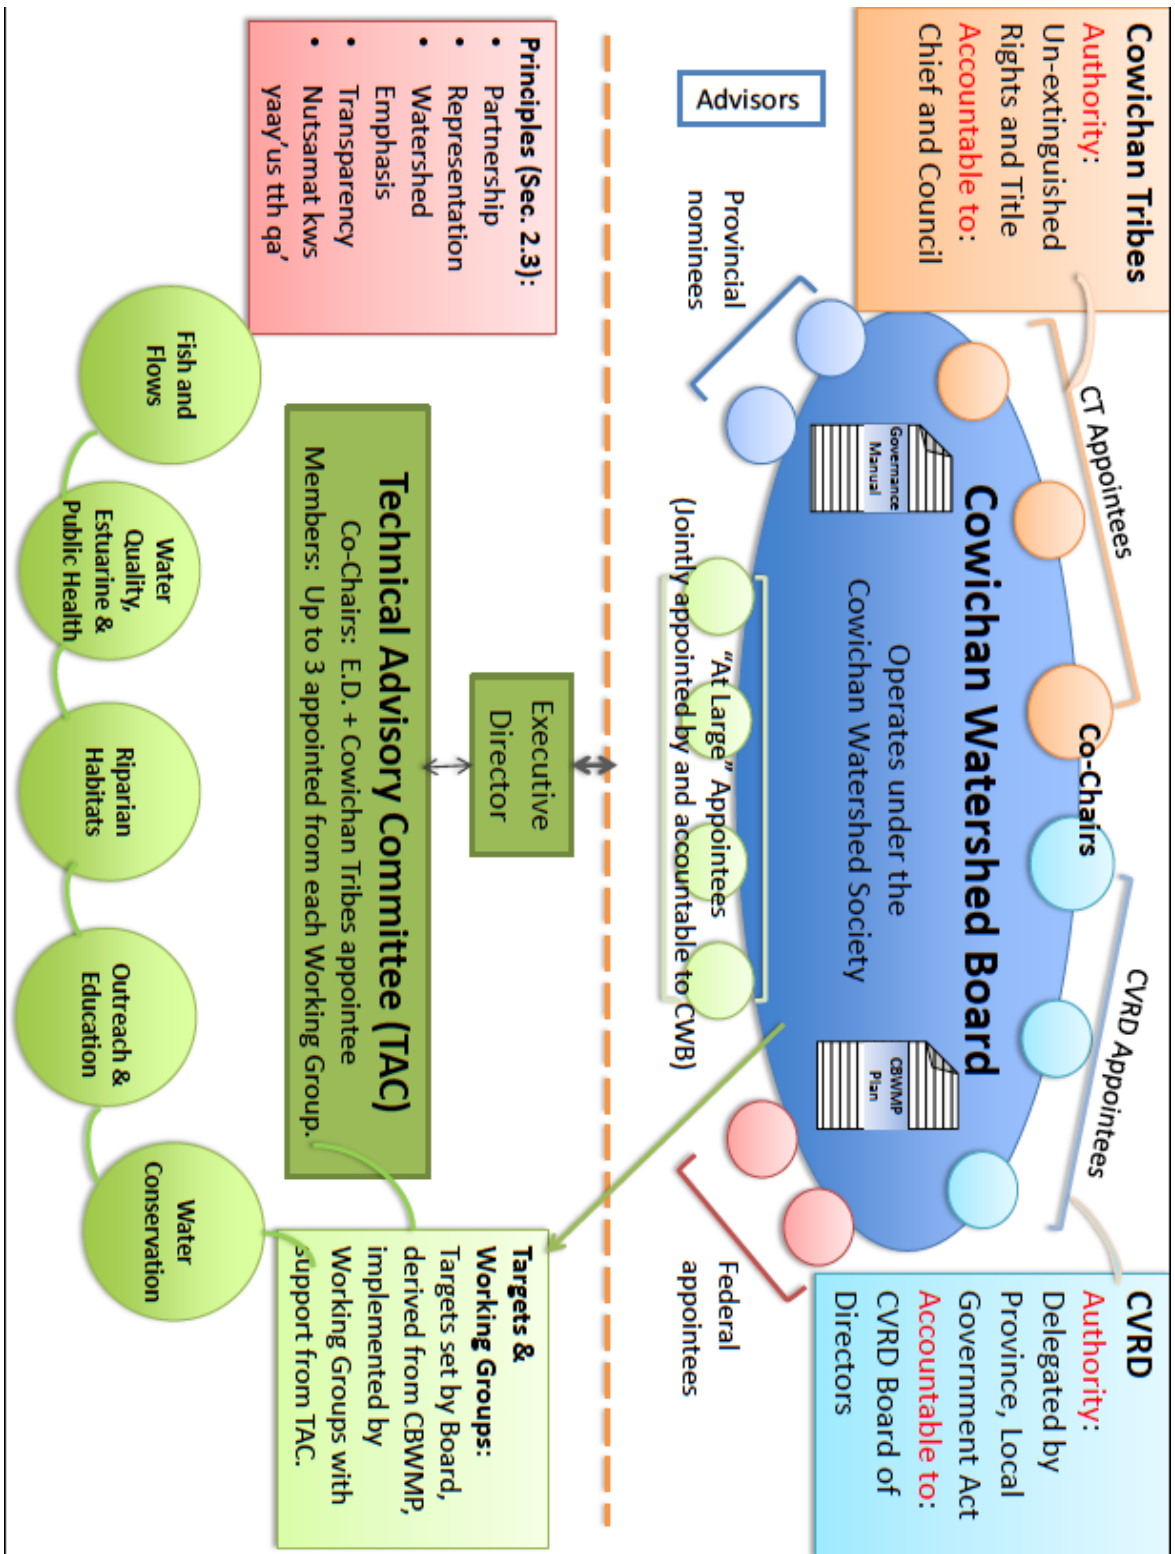 Cowichan Tribes
Authority:
Un-extinguished
Rights and Title
Accountable to:
Chief and Council
CT Appointees
Co-Chairs
CVRD Appointees
CVRD
Authority:
Delegated by
Province, Local
Government Act
Accountable to:
CVRD Board of
Directors
Cowichan Watershed Board
Operates under the
Cowichan Watershed Society
Governance
Manual
CBWMP
Plan
Advisors
Provincial
nominees
"At Large" Appointees
(Jointly appointed by and accountable to CWB)
Federal
appointees
Principles (Sec. 2.3):
• Partnership
• Representation
• Watershed
Emphasis
• Transparency
• Nutsamat kws
yaay'us tth qa'
Executive
Director
Technical Advisory Committee (TAC)
Co-Chairs: E.D. + Cowichan Tribes appointee
Members: Up to 3 appointed from each Working Group.
Targets &
Working Groups:
Targets set by Board,
derived from CBWMP,
implemented by
Working Groups with
support from TAC.
Fish and
Flows
Water
Quality,
Estuarine &
Public Health
Riparian
Habitats
Outreach &
Education
Water
Conservation